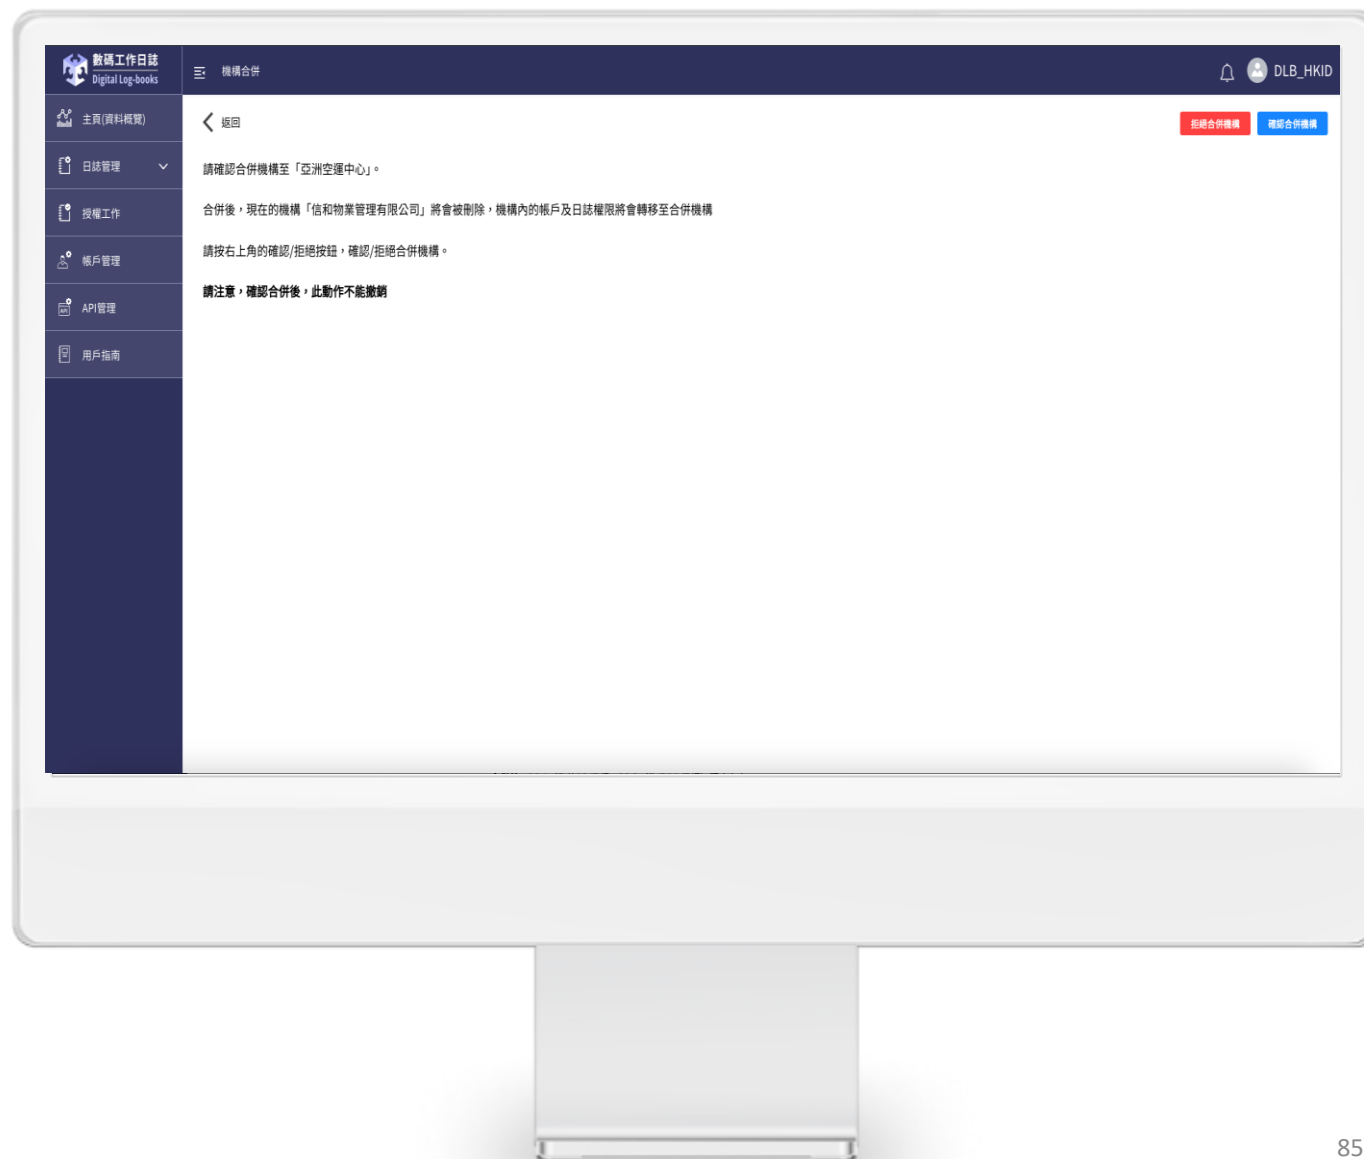 數碼工作日誌
Digital Log-books
機構合併
DLB_HKID
主頁(資料概覽)
日誌管理
授權工作
帳戶管理
API管理
用戶指南
返回
拒絕合併機構
確認合併機構
請確認合併機構至「亞洲空運中心」。
合併後，現在的機構「信和物業管理有限公司」將會被刪除，機構內的帳戶及日誌權限將會轉移至合併機構
請按右上角的確認/拒絕按鈕，確認/拒絕合併機構。
請注意，確認合併後，此動作不能撤銷
85